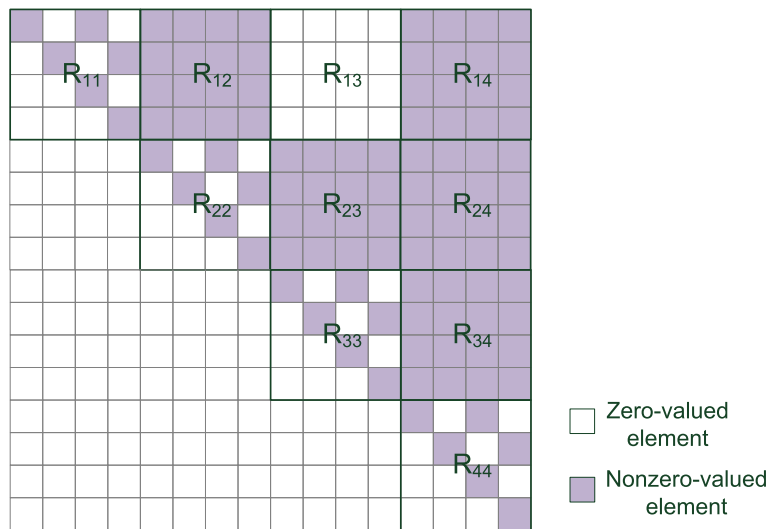 R₁₁ R₁₂ R₁₃ R₁₄
R₂₂ R₂₃ R₂₄
R₃₃ R₃₄
R₄₄
Zero-valued
element
Nonzero-valued
element